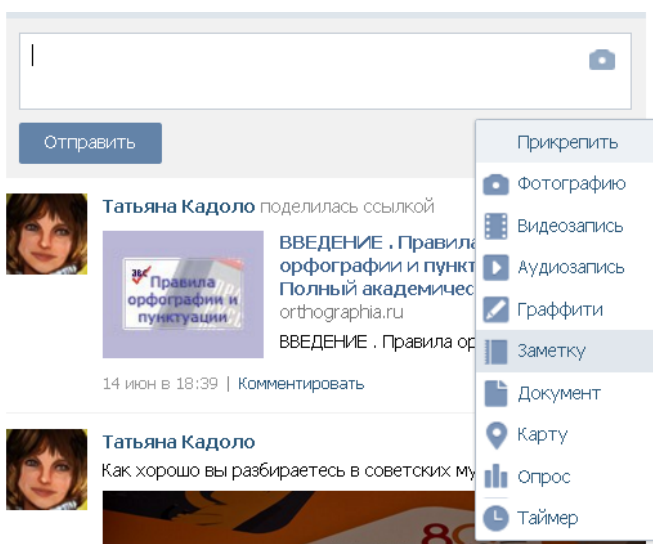 Отправить
Прикрепить
Фотографию
Видеозапись
Аудиозапись
Граффити
Заметку
Документ
Карту
Опрос
Таймер
Татьяна Кадоло поделилась ссылкой
АБВ Правила
орфографии и
пунктуации
ВВЕДЕНИЕ . Правила
орфографии и пункт
Полный академичес
orthographia.ru
ВВЕДЕНИЕ . Правила ор
14 июн в 18:39 | Комментировать
Татьяна Кадоло
Как хорошо вы разбираетесь в советских му